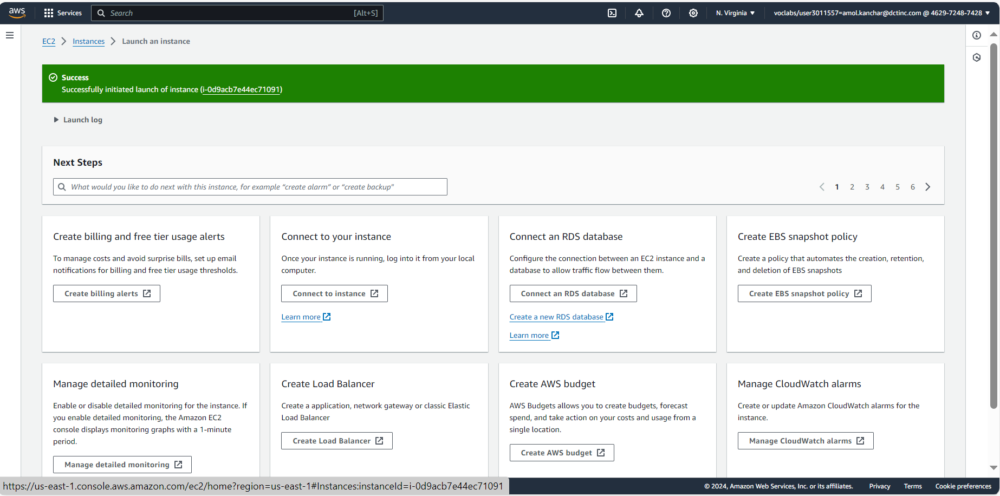 aws
Services
Search
[Alt+S]
N. Virginia
voclabs/user3011557=amol.kanchar@dctinc.com @ 4629-7248-7428
EC2
Instances
Launch an instance
Success
Successfully initiated launch of instance (i-0d9acb7e44ec71091)
Launch log
Next Steps
What would you like to do next with this instance, for example “create alarm” or “create backup”
1 2 3 4 5 6
Create billing and free tier usage alerts
To manage costs and avoid surprise bills, set up email
notifications for billing and free tier usage thresholds.
Create billing alerts
Connect to your instance
Once your instance is running, log into it from your local
computer.
Connect to instance
Learn more
Connect an RDS database
Configure the connection between an EC2 instance and a
database to allow traffic flow between them.
Connect an RDS database
Create a new RDS database
Learn more
Create EBS snapshot policy
Create a policy that automates the creation, retention,
and deletion of EBS snapshots
Create EBS snapshot policy
Manage detailed monitoring
Enable or disable detailed monitoring for the instance. If
you enable detailed monitoring, the Amazon EC2
console displays monitoring graphs with a 1-minute
period.
Manage detailed monitoring
Create Load Balancer
Create a application, network gateway or classic Elastic
Load Balancer
Create Load Balancer
Create AWS budget
AWS Budgets allows you to create budgets, forecast
spend, and take action on your costs and usage from a
single location.
Create AWS budget
Manage CloudWatch alarms
Create or update Amazon CloudWatch alarms for the
instance.
Manage CloudWatch alarms
https://us-east-1.console.aws.amazon.com/ec2/home?region=us-east-1#Instances:instanceId=i-0d9acb7e44ec71091
© 2024, Amazon Web Services, Inc. or its affiliates.
Privacy
Terms
Cookie preferences